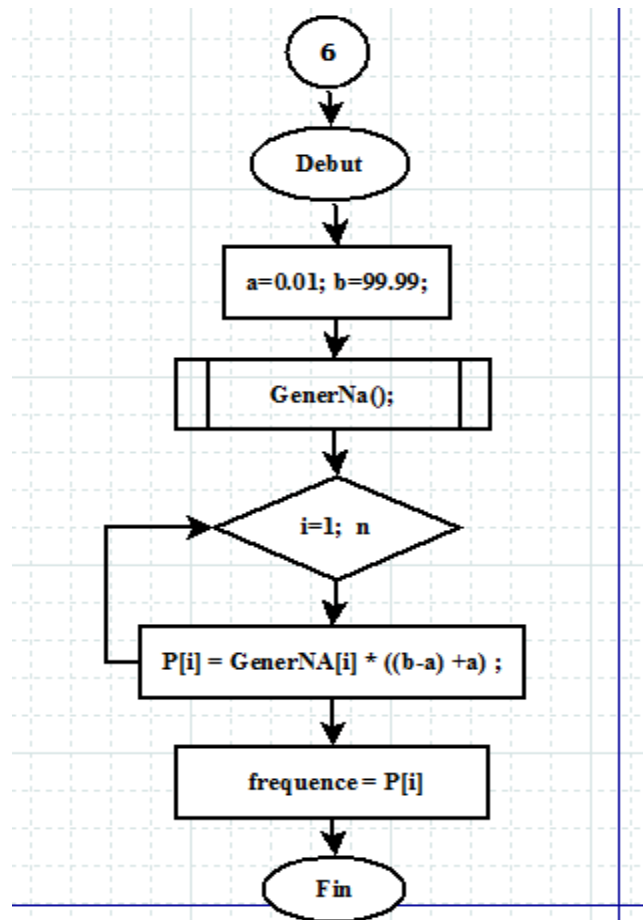 6
Debut
a=0.01; b=99.99;
GenerNa();
i=1; n
P[i] = GenerNA[i] * ((b-a) +a) ;
frequence = P[i]
Fin